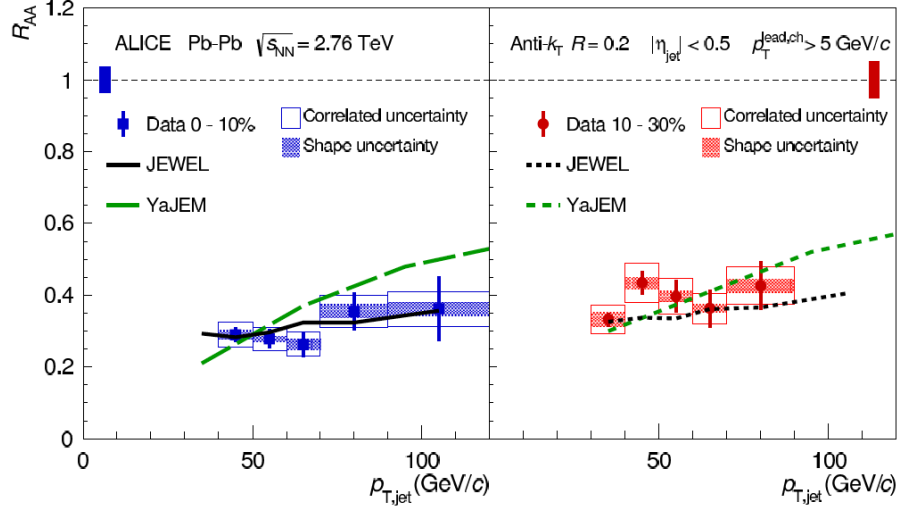 R_AA
ALICE Pb-Pb √s_NN = 2.76 TeV
Anti-k_T R = 0.2 |η_jet| < 0.5 p_T^lead,ch > 5 GeV/c
Data 0 - 10%
Correlated uncertainty
Shape uncertainty
JEWEL
YaJEM
Data 10 - 30%
Correlated uncertainty
Shape uncertainty
JEWEL
YaJEM
1.2
1
0.8
0.6
0.4
0.2
0
50
100
50
100
p_T,jet (GeV/c)
p_T,jet (GeV/c)